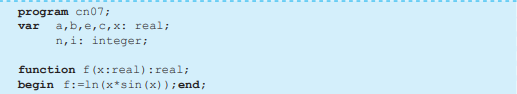 program cn07;
var a,b,e,c,x: real;
n,i: integer;
function f(x:real):real;
begin f:=ln(x*sin(x));end;